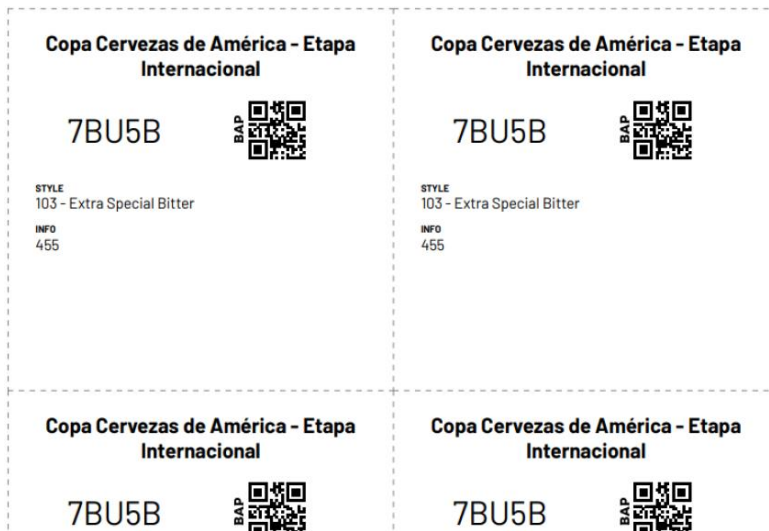 Copa Cervezas de América - Etapa
Internacional
7BU5B
BAP
STYLE
103 - Extra Special Bitter
INFO
455
Copa Cervezas de América - Etapa
Internacional
7BU5B
BAP
STYLE
103 - Extra Special Bitter
INFO
455
Copa Cervezas de América - Etapa
Internacional
7BU5B
BAP
Copa Cervezas de América - Etapa
Internacional
7BU5B
BAP